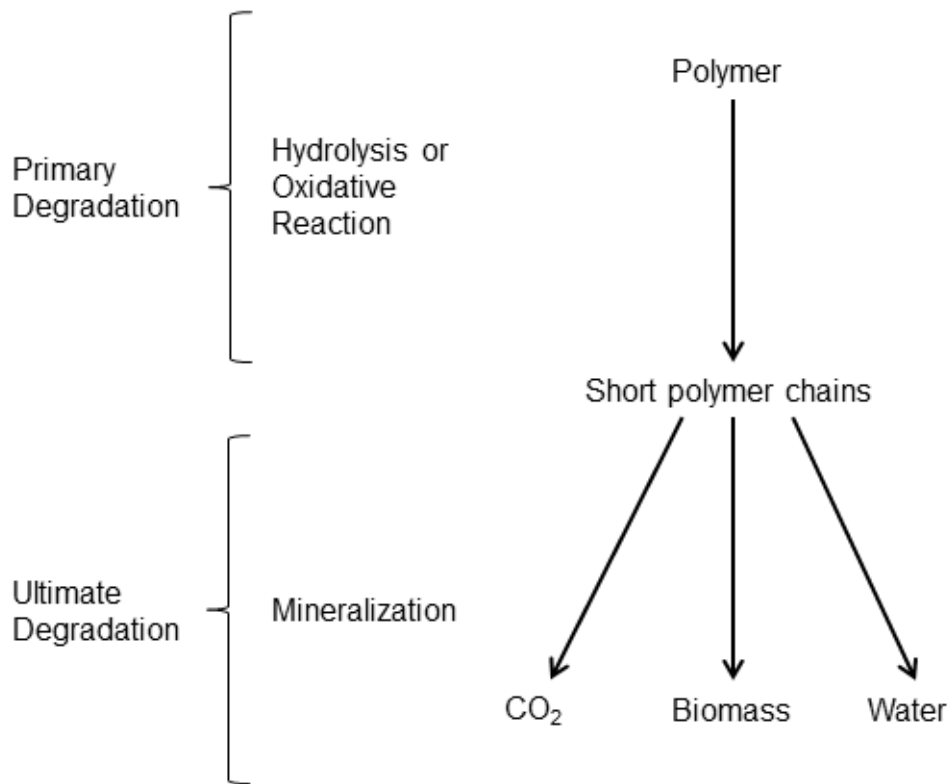 Polymer
Primary
Degradation
Hydrolysis or
Oxidative
Reaction
Short polymer chains
Ultimate
Degradation
Mineralization
CO₂
Biomass
Water